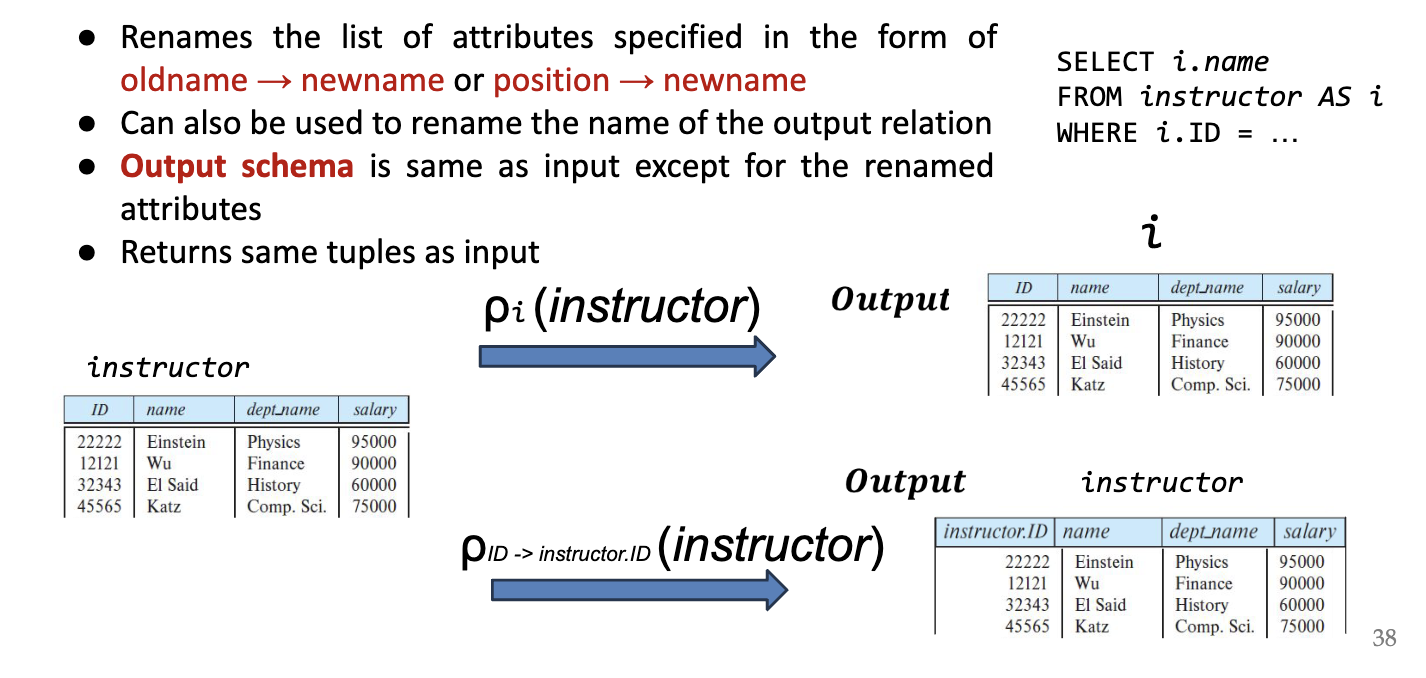 ● Renames the list of attributes specified in the form of
oldname → newname or position → newname
● Can also be used to rename the name of the output relation
● Output schema is same as input except for the renamed
attributes
● Returns same tuples as input
SELECT i.name
FROM instructor AS i
WHERE i.ID = …
ρi (instructor)
Output
i
ID name dept_name salary
22222 Einstein Physics 95000
12121 Wu Finance 90000
32343 El Said History 60000
45565 Katz Comp. Sci. 75000
instructor
ID name dept_name salary
22222 Einstein Physics 95000
12121 Wu Finance 90000
32343 El Said History 60000
45565 Katz Comp. Sci. 75000
ρID -> instructor.ID (instructor)
Output
instructor
instructor.ID name dept_name salary
22222 Einstein Physics 95000
12121 Wu Finance 90000
32343 El Said History 60000
45565 Katz Comp. Sci. 75000
38